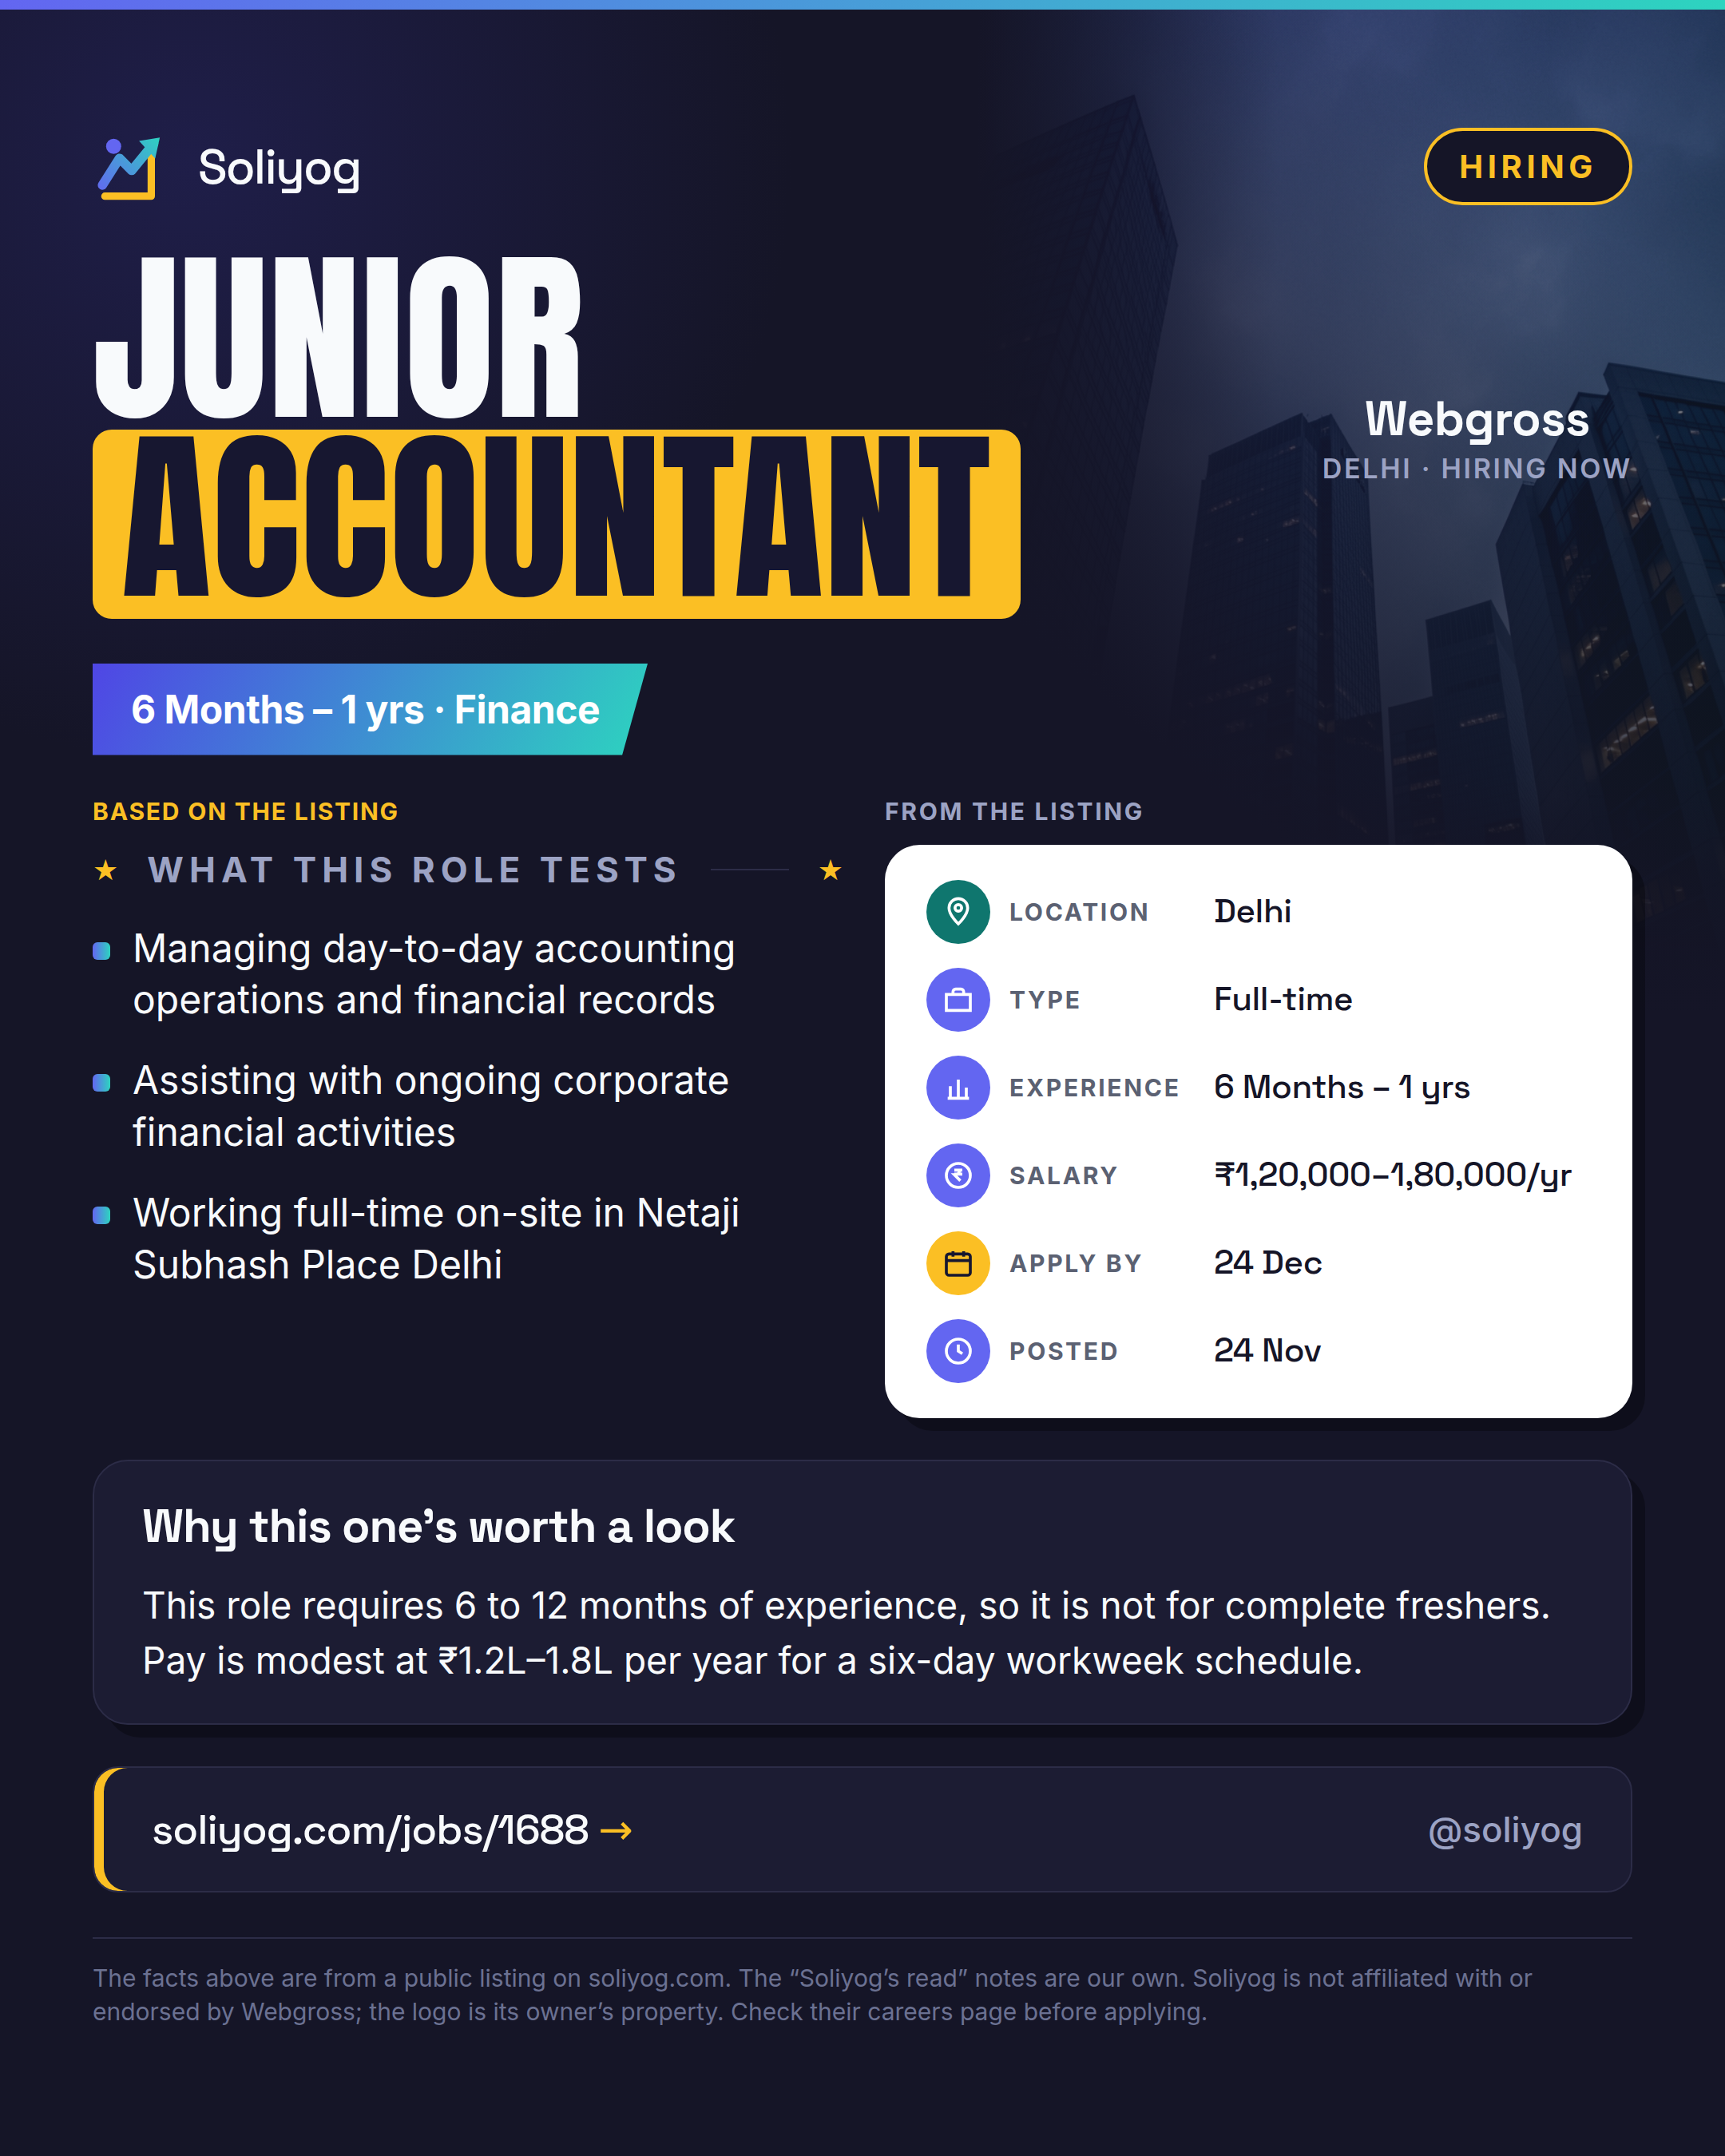 Soliyog
HIRING
JUNIOR
ACCOUNTANT
Webgross
DELHI · HIRING NOW
6 Months – 1 yrs · Finance
BASED ON THE LISTING
★ WHAT THIS ROLE TESTS ★
Managing day-to-day accounting
operations and financial records
Assisting with ongoing corporate
financial activities
Working full-time on-site in Netaji
Subhash Place Delhi
FROM THE LISTING
LOCATION Delhi
TYPE Full-time
EXPERIENCE 6 Months – 1 yrs
SALARY ₹1,20,000–1,80,000/yr
APPLY BY 24 Dec
POSTED 24 Nov
Why this one’s worth a look
This role requires 6 to 12 months of experience, so it is not for complete freshers.
Pay is modest at ₹1.2L–1.8L per year for a six-day workweek schedule.
soliyog.com/jobs/1688 →
@soliyog
The facts above are from a public listing on soliyog.com. The “Soliyog’s read” notes are our own. Soliyog is not affiliated with or
endorsed by Webgross; the logo is its owner’s property. Check their careers page before applying.